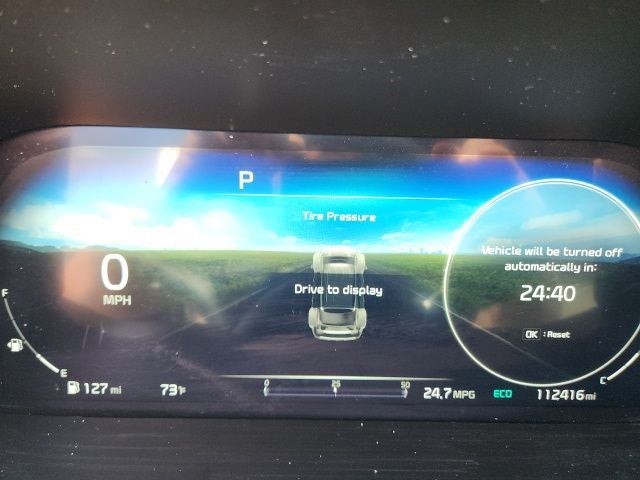 P
Tire Pressure
Vehicle will be turned off
automatically in:
0
MPH
Drive to display
24:40
OK : Reset
F
E
C
127 mi
73°F
0 25 50
24.7 MPG
ECO
112416 mi